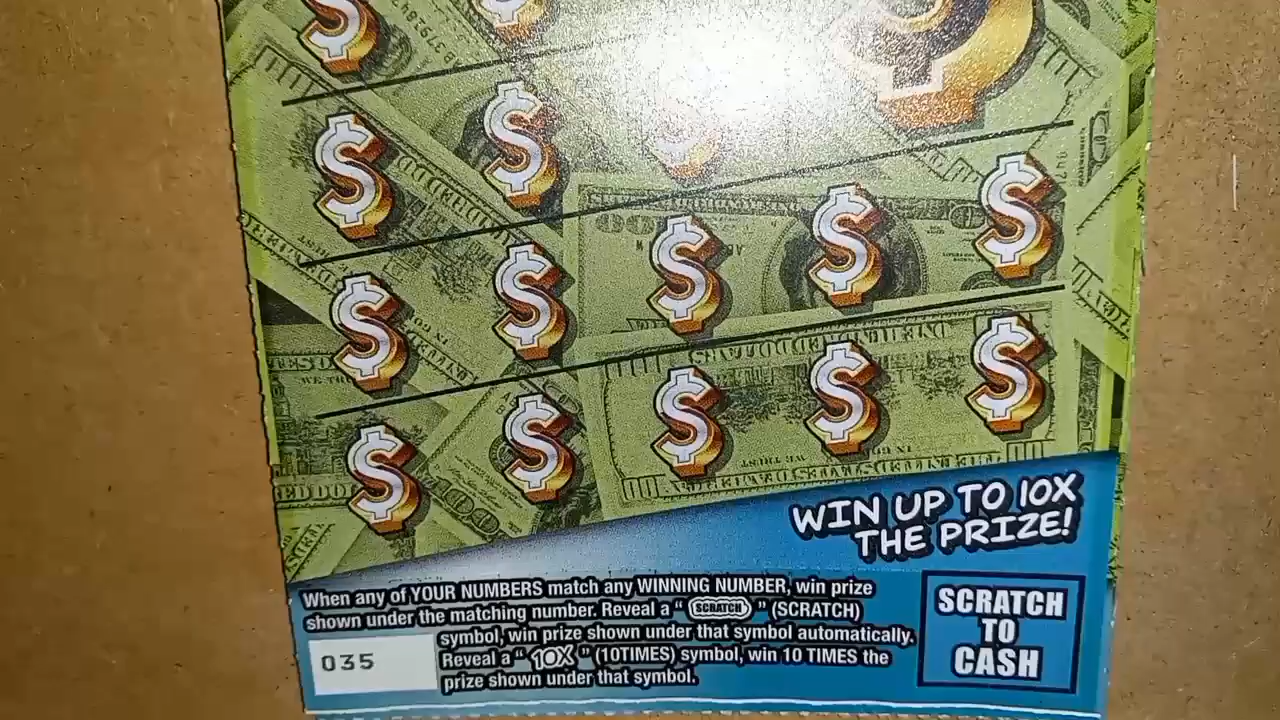 WIN UP TO 10X
THE PRIZE!
When any of YOUR NUMBERS match any WINNING NUMBER, win prize
shown under the matching number. Reveal a “ SCRATCH ” (SCRATCH)
symbol, win prize shown under that symbol automatically.
Reveal a “ 10X ” (10TIMES) symbol, win 10 TIMES the
prize shown under that symbol.
035
SCRATCH
TO
CASH